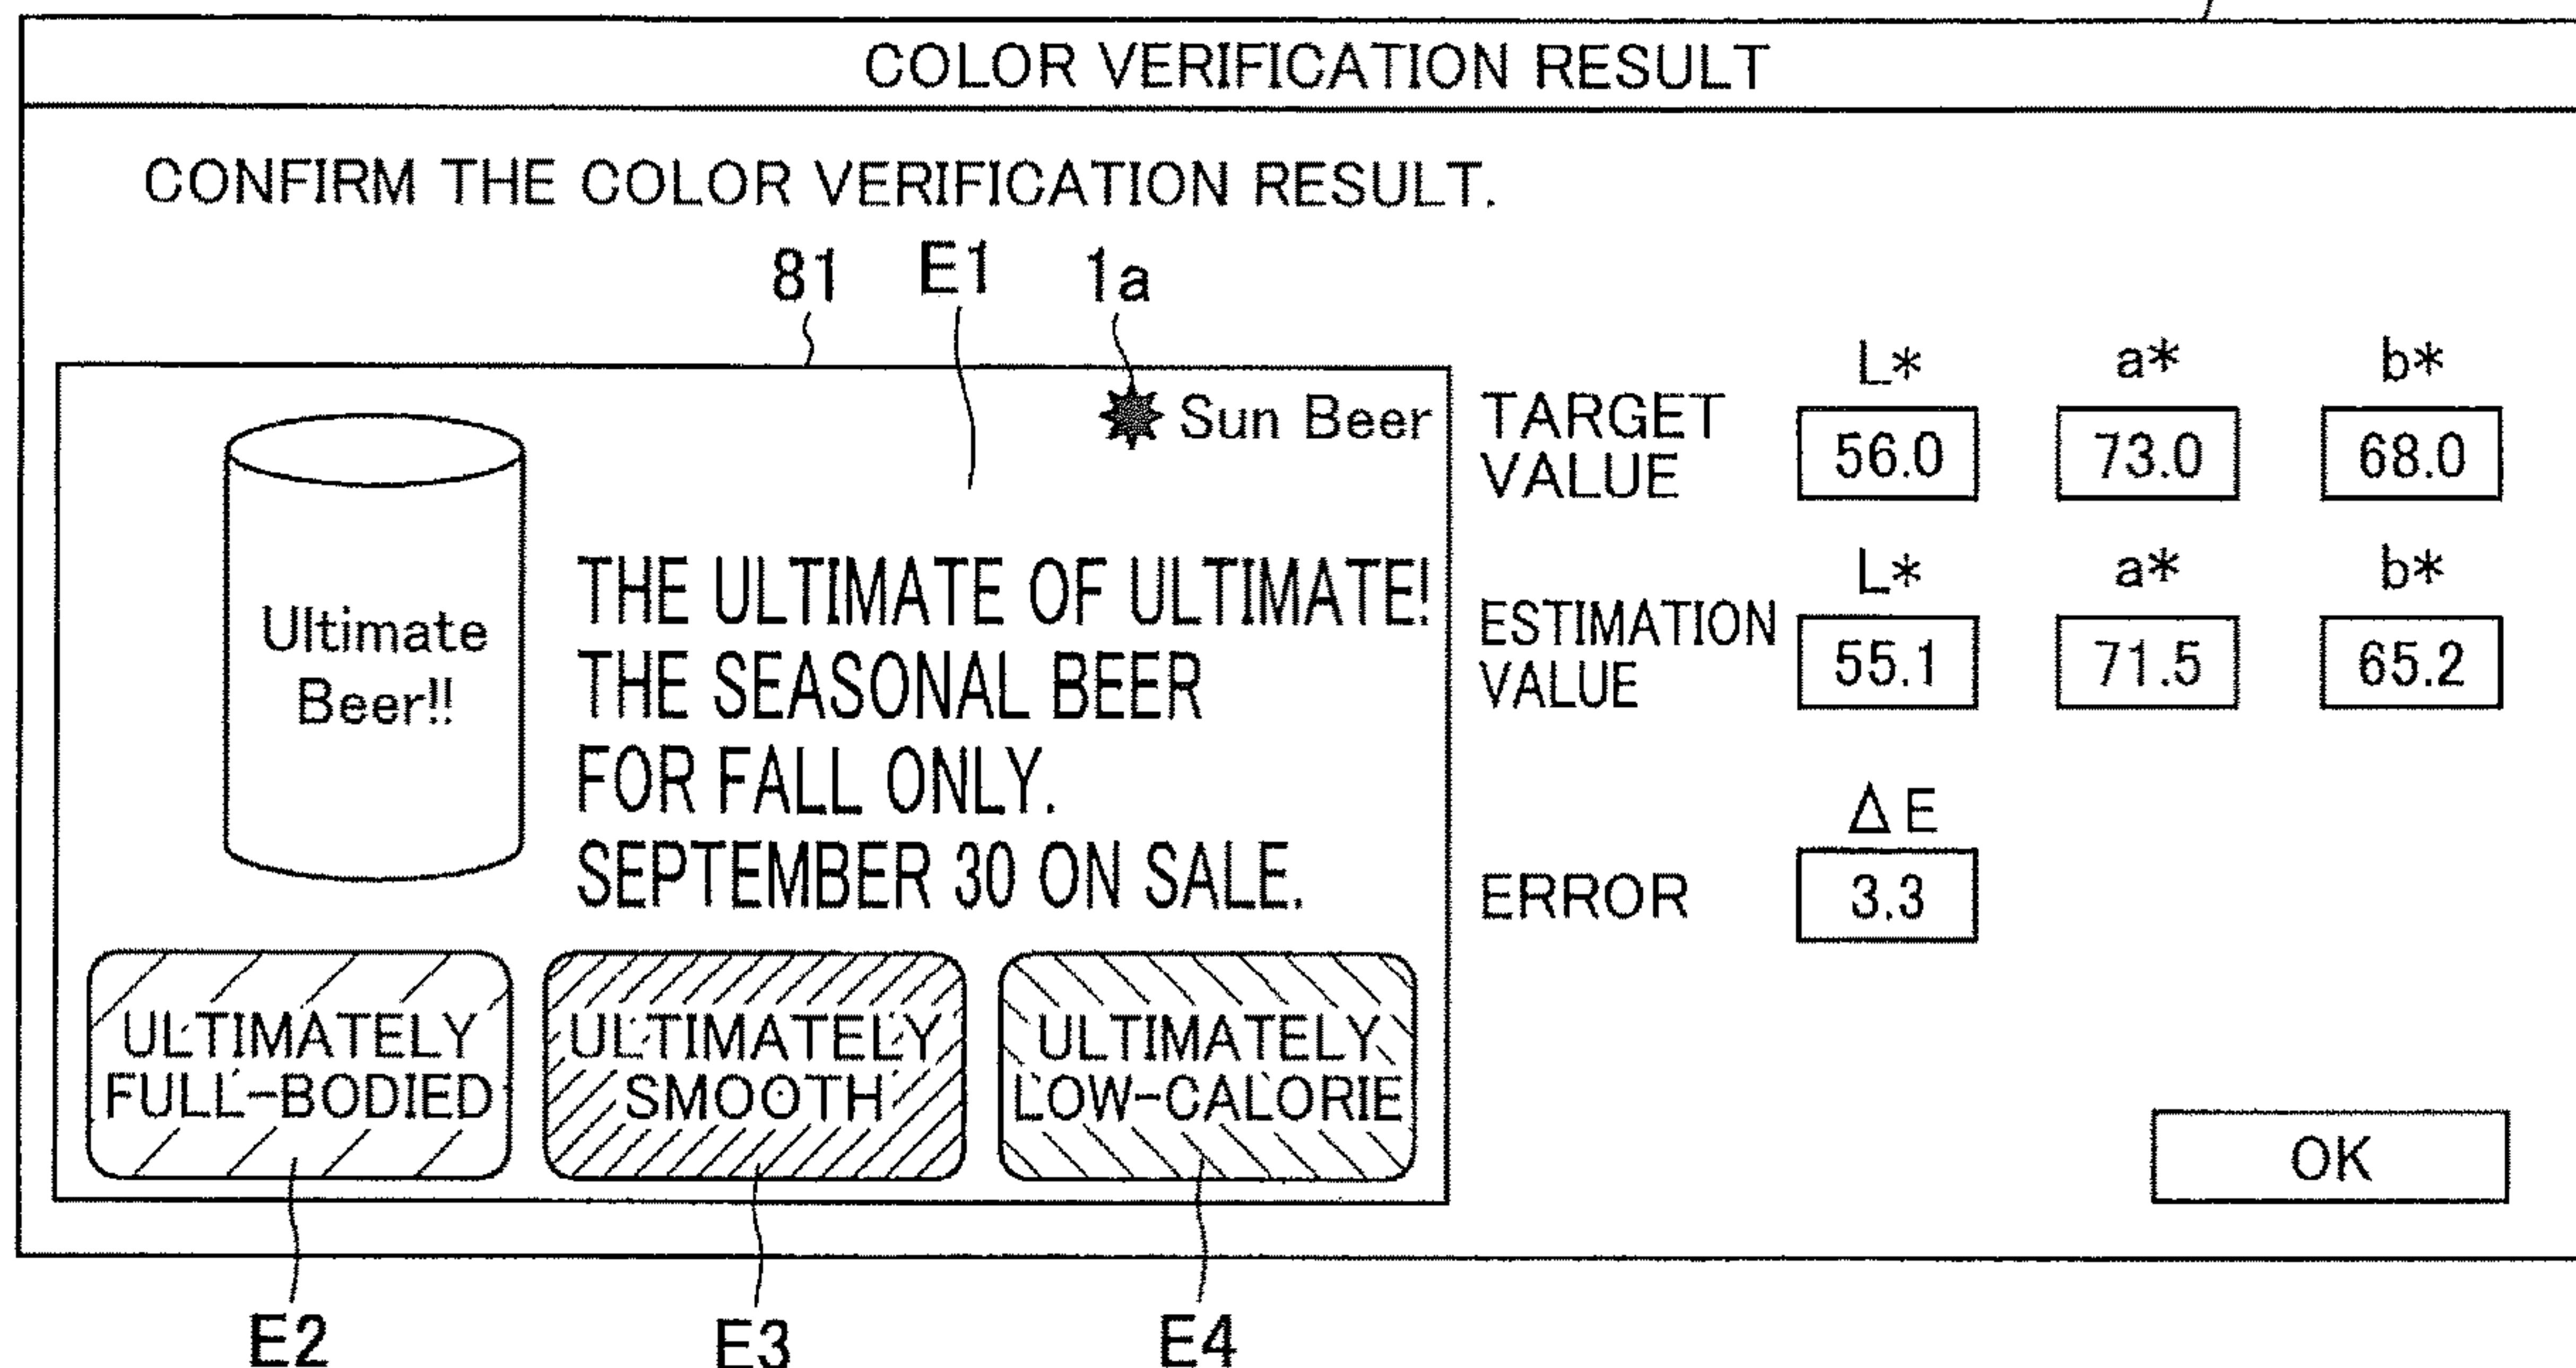 COLOR VERIFICATION RESULT
CONFIRM THE COLOR VERIFICATION RESULT.
81 E1 1a
Sun Beer
Ultimate
Beer!!
THE ULTIMATE OF ULTIMATE!
THE SEASONAL BEER
FOR FALL ONLY.
SEPTEMBER 30 ON SALE.
ULTIMATELY
FULL-BODIED
ULTIMATELY
SMOOTH
ULTIMATELY
LOW-CALORIE
E2 E3 E4
L* a* b*
TARGET
VALUE
56.0 73.0 68.0
L* a* b*
ESTIMATION
VALUE
55.1 71.5 65.2
Δ E
ERROR 3.3
OK